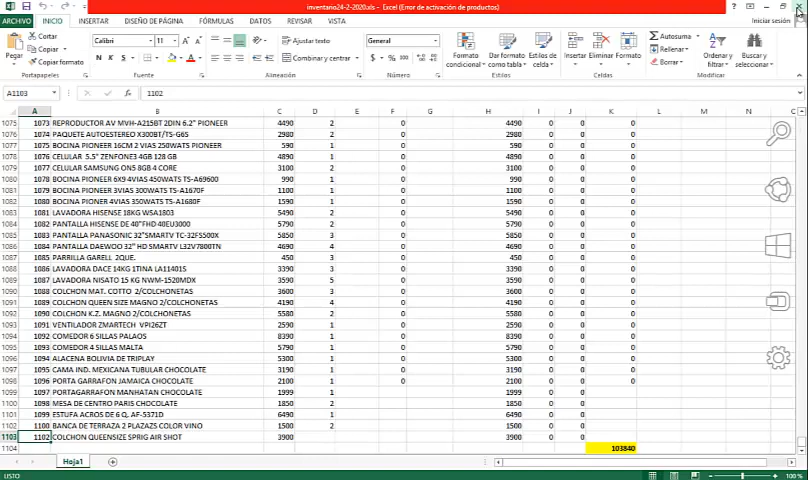 inventario24-2-2020.xls - Excel (Error de activación de productos)
ARCHIVO INICIO INSERTAR DISEÑO DE PÁGINA FÓRMULAS DATOS REVISAR VISTA Iniciar sesión
Pegar Cortar Copiar Copiar formato Calibri 11 Ajustar texto Combinar y centrar General Formato condicional Dar formato como tabla Estilos de celda Insertar Eliminar Formato Autosuma Rellenar Borrar Ordenar y filtrar Buscar y seleccionar
Portapapeles Fuente Alineación Número Estilos Celdas Modificar
A1103 fx 1102
A B C D E F G H I J K L M N
1075 1073 REPRODUCTOR AV MVH-A215BT 2DIN 6.2" PIONEER 4490 2 0 4490 0 0 0
1076 1074 PAQUETE AUTOESTEREO X300BT/TS-G6S 2980 2 0 2980 0 0 0
1077 1075 BOCINA PIONEER 16CM 2 VIAS 250WATS PIONEER 590 1 0 590 0 0 0
1078 1076 CELULAR 5.5" ZENFONE3 4GB 128 GB 4890 1 0 4890 0 0 0
1079 1077 CELULAR SAMSUNG ON5 8GB 4 CORE 3100 2 0 3100 0 0 0
1080 1078 BOCINA PIONEER 6X9 4VIAS 450WATS TS-A69600 990 1 0 990 0 0 0
1081 1079 BOCINA PIONEER 3VIAS 300WATS TS-A1670F 1100 1 0 1100 0 0 0
1082 1080 BOCINA PIONER 4VIAS 350WATS TS-A1680F 1590 1 0 1590 0 0 0
1083 1081 LAVADORA HISENSE 18KG WSA1803 5490 2 0 5490 0 0 0
1084 1082 PANTALLA HISENSE DE 40"FHD 40EU3000 5790 2 0 5790 0 0 0
1085 1083 PANTALLA PANASONIC 32"SMARTV TC-32FS500X 5850 3 0 5850 0 0 0
1086 1084 PANTALLA DAEWOO 32" HD SMARTV L32V7800TN 4690 4 0 4690 0 0 0
1087 1085 PARRILLA GARELL 2QUE. 450 3 0 450 0 0 0
1088 1086 LAVADORA DACE 14KG 1TINA LA11401S 3390 3 0 3390 0 0 0
1089 1087 LAVADORA NISATO 15 KG NWM-1520MDX 3590 5 0 3590 0 0 0
1090 1088 COLCHON MAT. COTTO 2/COLCHONETAS 3600 3 0 3600 0 0 0
1091 1089 COLCHON QUEEN SIZE MAGNO 2/COLCHONETAS 4190 4 0 4190 0 0 0
1092 1090 COLCHON K.Z. MAGNO 2/COLCHONETAS 5580 2 0 5580 0 0 0
1093 1091 VENTILADOR ZMARTECH VPI26ZT 2590 1 0 2590 0 0 0
1094 1092 COMEDOR 6 SILLAS PALAOS 8390 1 0 8390 0 0 0
1095 1093 COMEDOR 4 SILLAS MALTA 5790 1 0 5790 0 0 0
1096 1094 ALACENA BOLIVIA DE TRIPLAY 5300 1 0 5300 0 0 0
1097 1095 CAMA IND. MEXICANA TUBULAR CHOCOLATE 3190 1 0 3190 0 0 0
1098 1096 PORTA GARRAFON JAMAICA CHOCOLATE 2100 1 0 2100 0 0 0
1099 1097 PORTAGARRAFON MANHATAN CHOCOLATE 1999 1 1999 0 0
1100 1098 MESA DE CENTRO PARIS CHOCOLATE 1850 2 1850 0 0
1101 1099 ESTUFA ACROS DE 6 Q. AF-5371D 6490 1 6490 0 0
1102 1100 BANCA DE TERRAZA 2 PLAZAZS COLOR VINO 1500 2 1500 0 0
1103 1102 COLCHON QUEENSIZE SPRIG AIR SHOT 3900 3900 0 0
1104 103840
Hoja1
LISTO 100 %